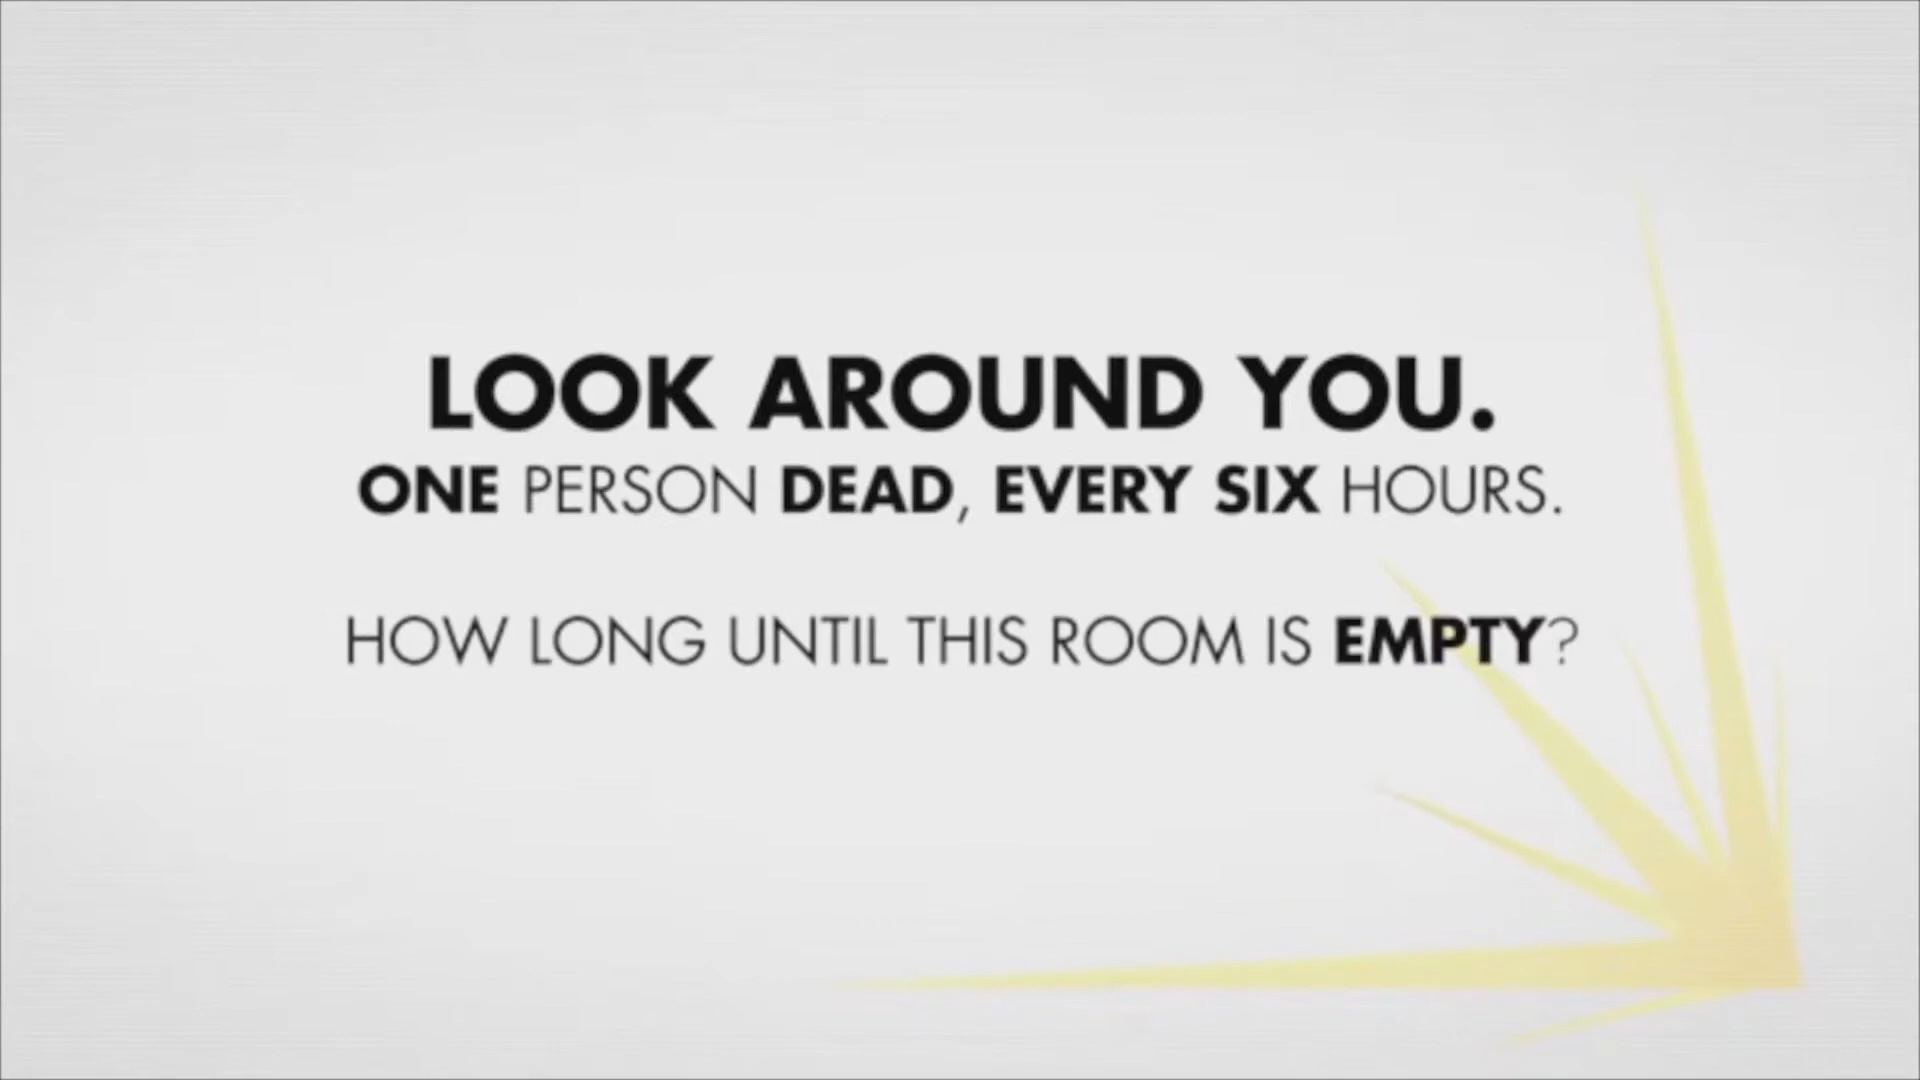 LOOK AROUND YOU.
ONE PERSON DEAD, EVERY SIX HOURS.
HOW LONG UNTIL THIS ROOM IS EMPTY?